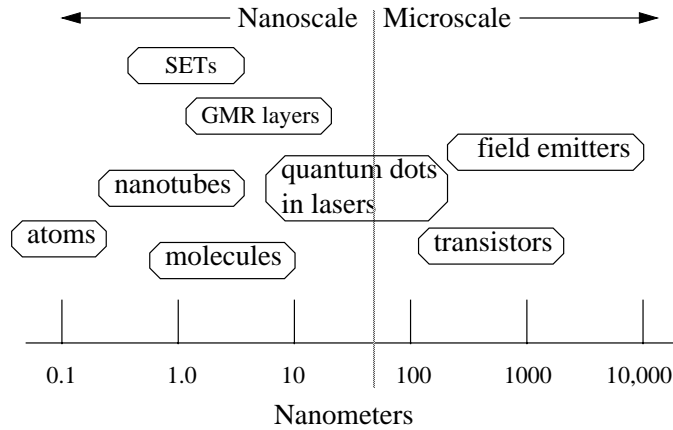 Nanoscale Microscale
SETs
GMR layers
field emitters
quantum dots
in lasers
nanotubes
atoms
transistors
molecules
0.1 1.0 10 100 1000 10,000
Nanometers